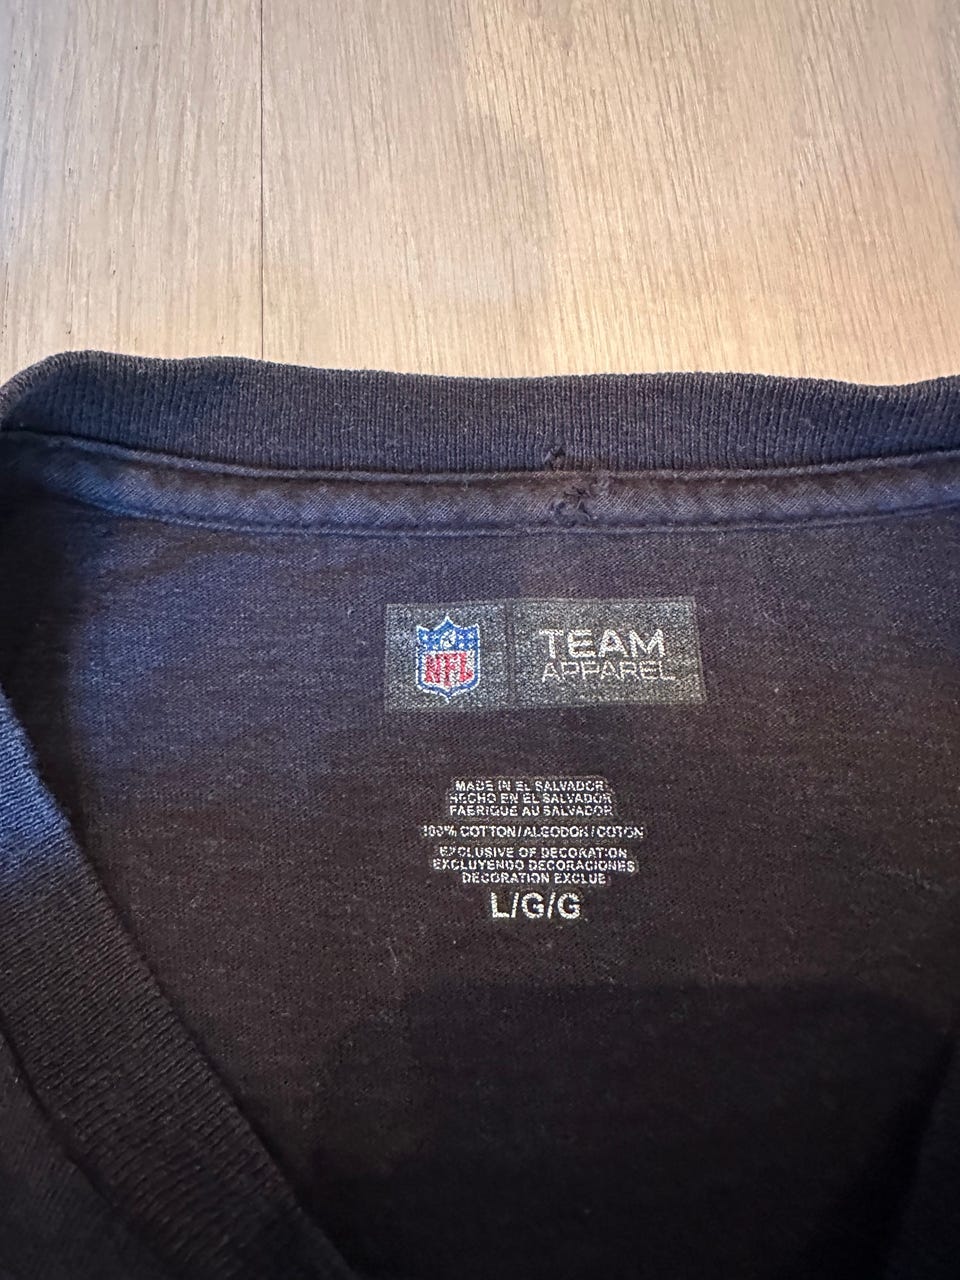 NFL
TEAM
APPAREL
MADE IN EL SALVADOR
HECHO EN EL SALVADOR
FABRIQUE AU SALVADOR
100% COTTON/ALGODON/COTON
EXCLUSIVE OF DECORATION
EXCLUYENDO DECORACIONES
DECORATION EXCLUE
L/G/G